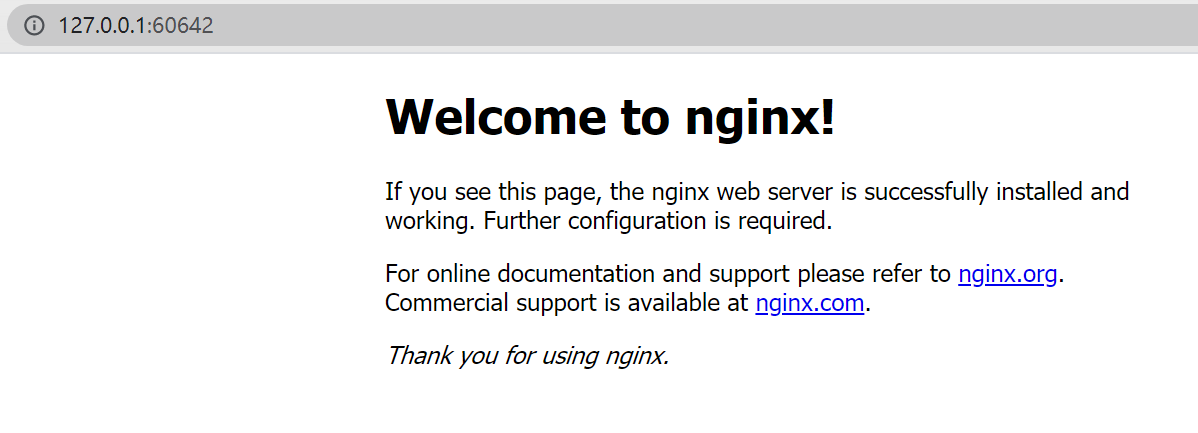 127.0.0.1:60642
Welcome to nginx!
If you see this page, the nginx web server is successfully installed and
working. Further configuration is required.
For online documentation and support please refer to nginx.org.
Commercial support is available at nginx.com.
Thank you for using nginx.